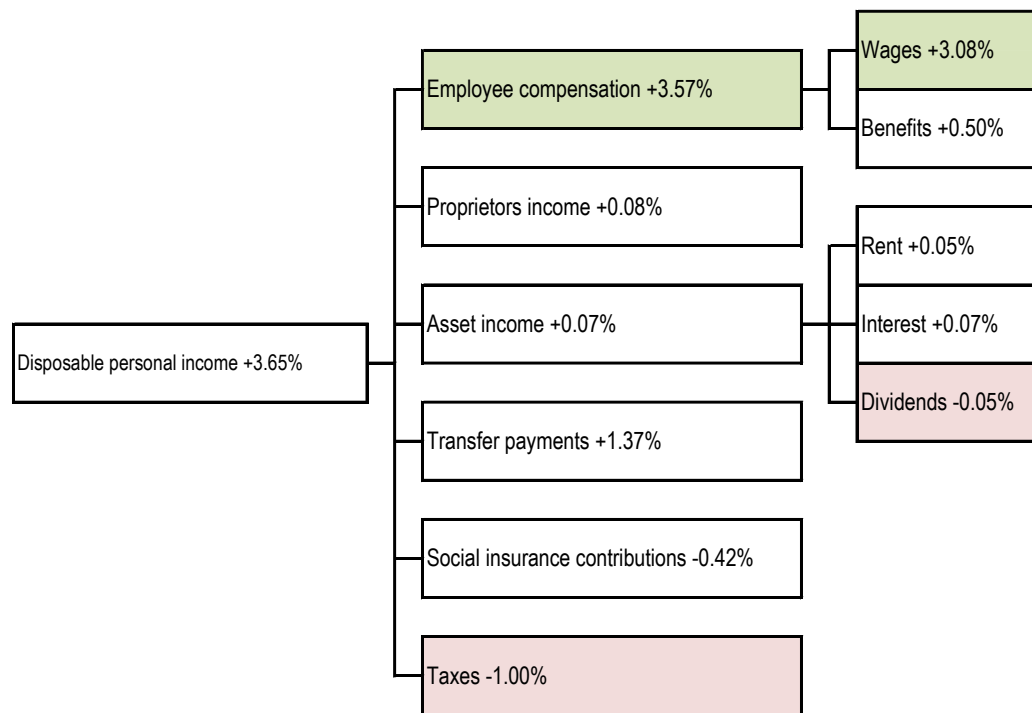 Disposable personal income +3.65%
Employee compensation +3.57%
Proprietors income +0.08%
Asset income +0.07%
Transfer payments +1.37%
Social insurance contributions -0.42%
Taxes -1.00%
Wages +3.08%
Benefits +0.50%
Rent +0.05%
Interest +0.07%
Dividends -0.05%